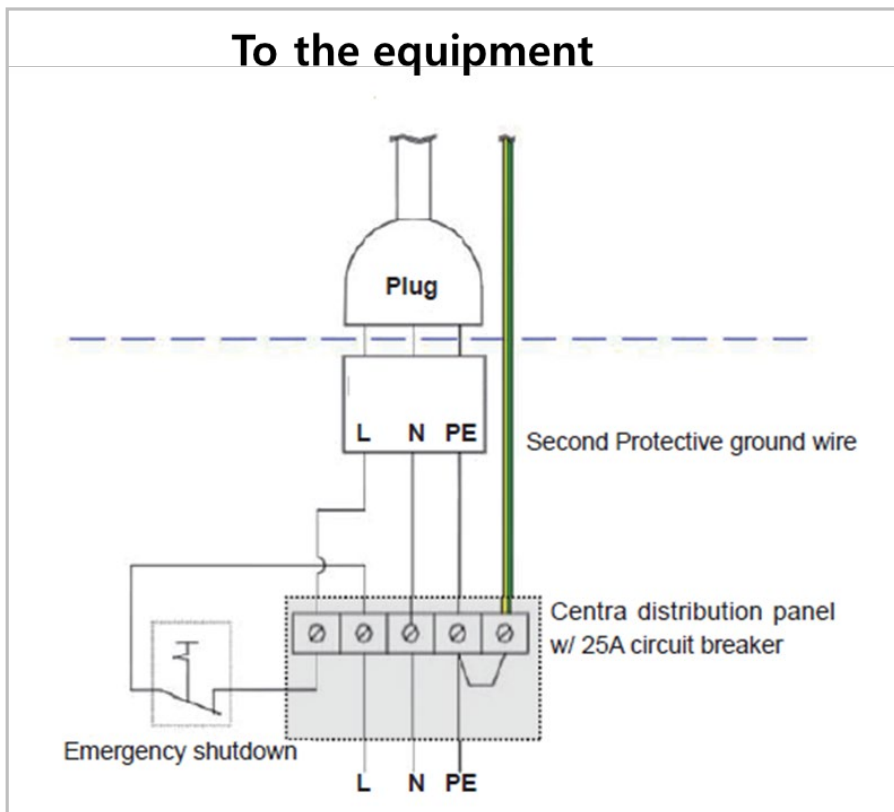 To the equipment
Plug
L N PE
Second Protective ground wire
Centra distribution panel
w/ 25A circuit breaker
Emergency shutdown
L N PE